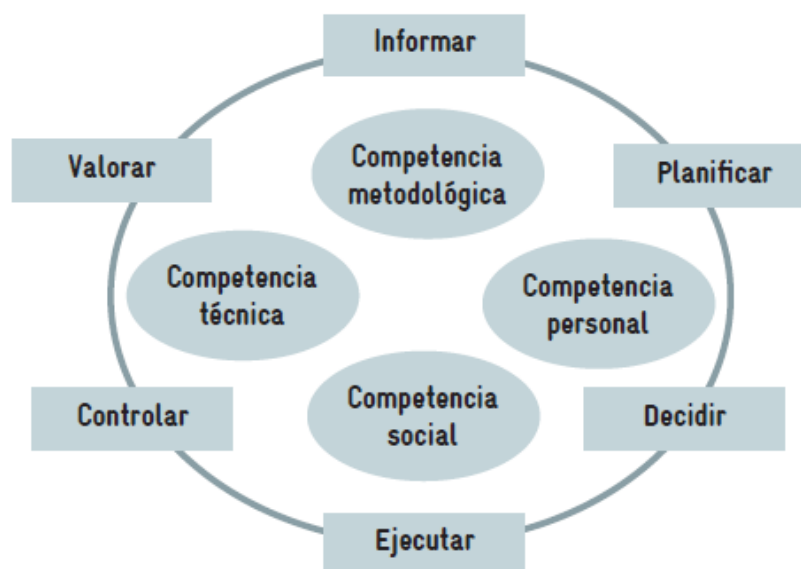 Informar
Valorar
Competencia
metodológica
Planificar
Competencia
técnica
Competencia
personal
Controlar
Competencia
social
Decidir
Ejecutar